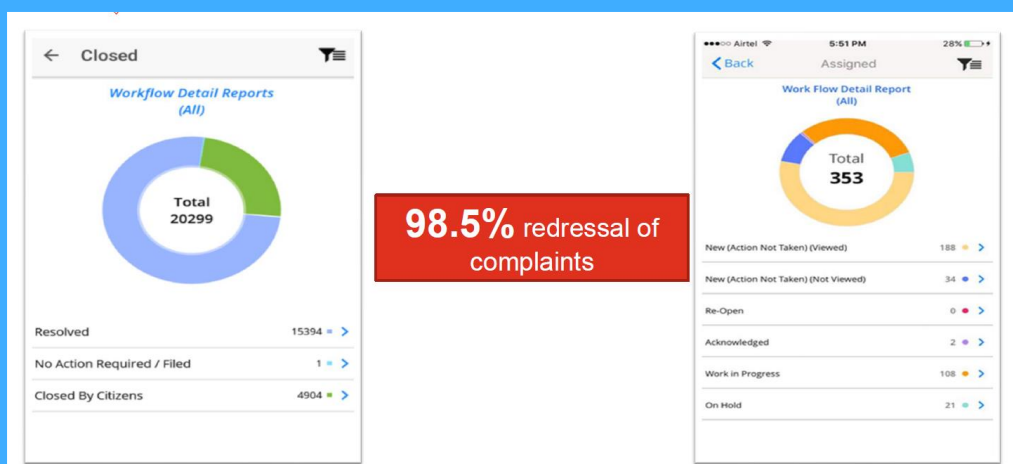 Closed
Workflow Detail Reports
(All)
Total
20299
Resolved 15394
No Action Required / Filed 1
Closed By Citizens 4904
98.5% redressal of
complaints
Airtel 5:51 PM 28%
Back Assigned
Work Flow Detail Report
(All)
Total
353
New (Action Not Taken) (Viewed) 188
New (Action Not Taken) (Not Viewed) 34
Re-Open 0
Acknowledged 2
Work in Progress 108
On Hold 21